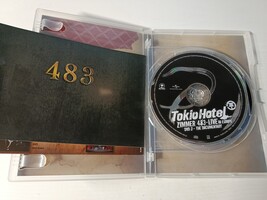 483
Tokio Hotel
ZIMMER 483 - LIVE IN EUROPE
DVD 2 - THE DOCUMENTARY